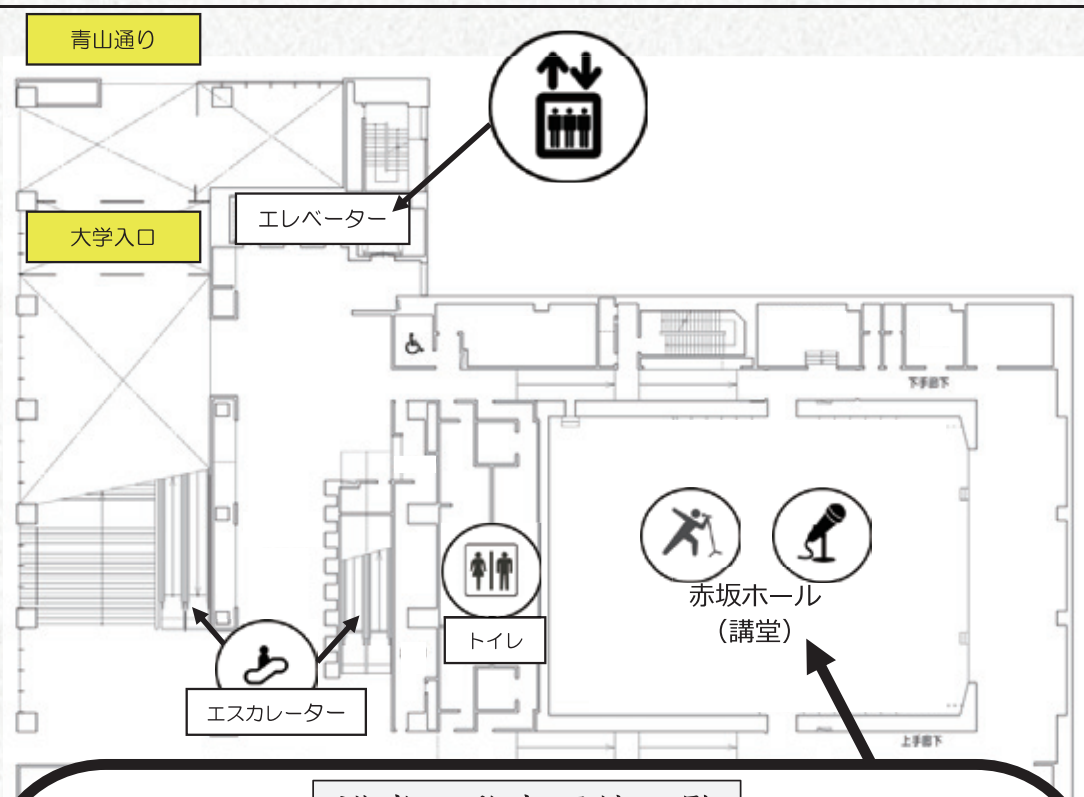 青山通り
エレベーター
大学入口
下手廊下
赤坂ホール
（講堂）
トイレ
エスカレーター
上手廊下